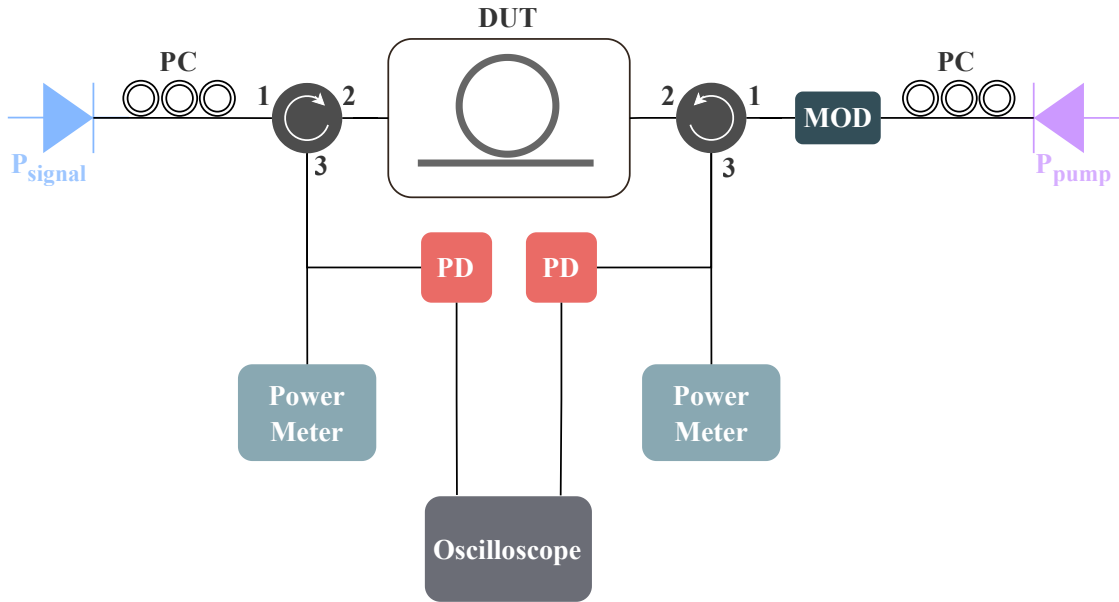 DUT
PC
PC
1
2
2
1
MOD
3
3
P_signal
P_pump
PD
PD
Power
Meter
Power
Meter
Oscilloscope